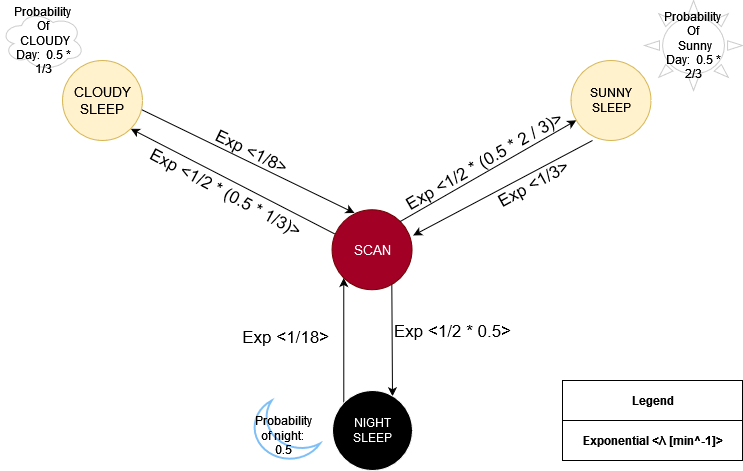 Probability
Of
CLOUDY
Day: 0.5 *
1/3
Probability
Of
Sunny
Day: 0.5 *
2/3
CLOUDY
SLEEP
SUNNY
SLEEP
Exp <1/8>
Exp <1/2 * (0.5 * 1/3)>
Exp <1/2 * (0.5 * 2 / 3)>
Exp <1/3>
SCAN
Exp <1/18>
Exp <1/2 * 0.5>
Probability
of night:
0.5
NIGHT
SLEEP
Legend
Exponential <λ [min^-1]>